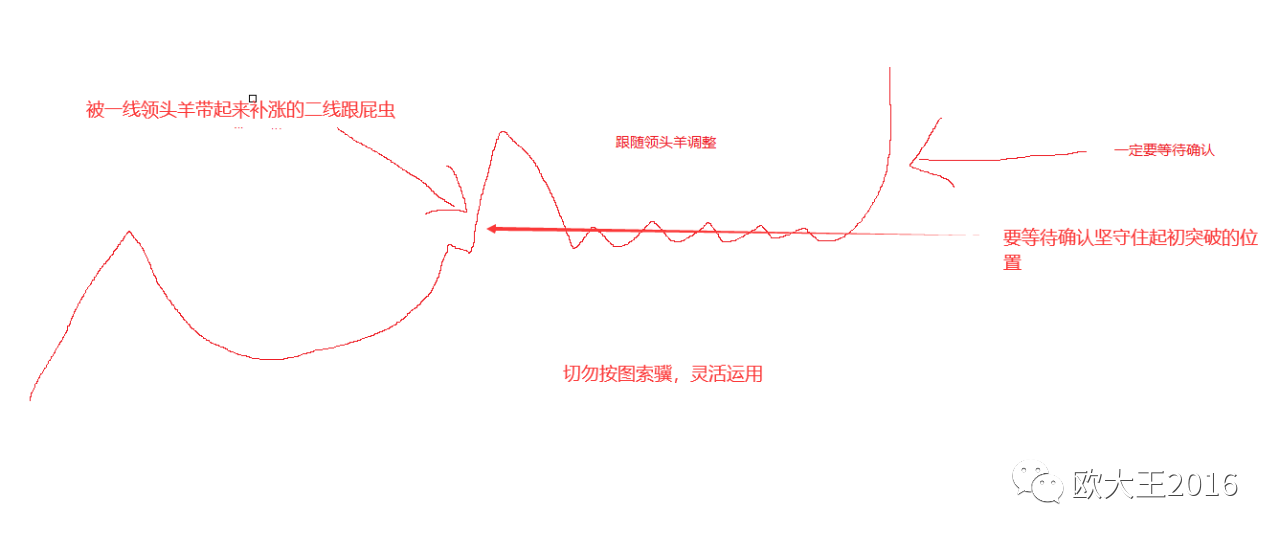 被一线领头羊带起来补涨的二线跟屁虫
跟随领头羊调整
一定要等待确认
要等待确认坚守住起初突破的位
置
切勿按图索骥，灵活运用
欧大王2016